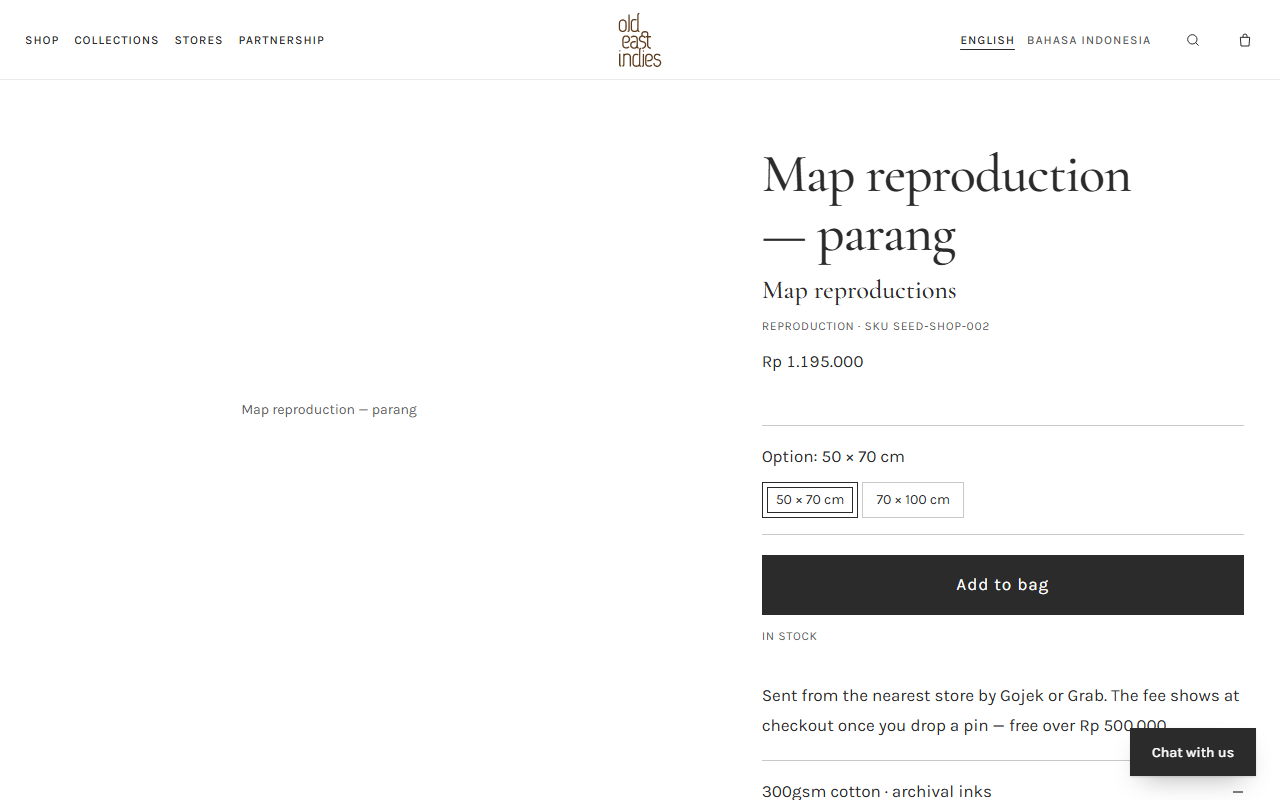 SHOP COLLECTIONS STORES PARTNERSHIP
old
east
indies
ENGLISH BAHASA INDONESIA
Map reproduction
— parang
Map reproductions
REPRODUCTION · SKU SEED-SHOP-002
Rp 1.195.000
Map reproduction — parang
Option: 50 × 70 cm
50 × 70 cm 70 × 100 cm
Add to bag
IN STOCK
Sent from the nearest store by Gojek or Grab. The fee shows at
checkout once you drop a pin — free over Rp 500.000
Chat with us
300gsm cotton · archival inks